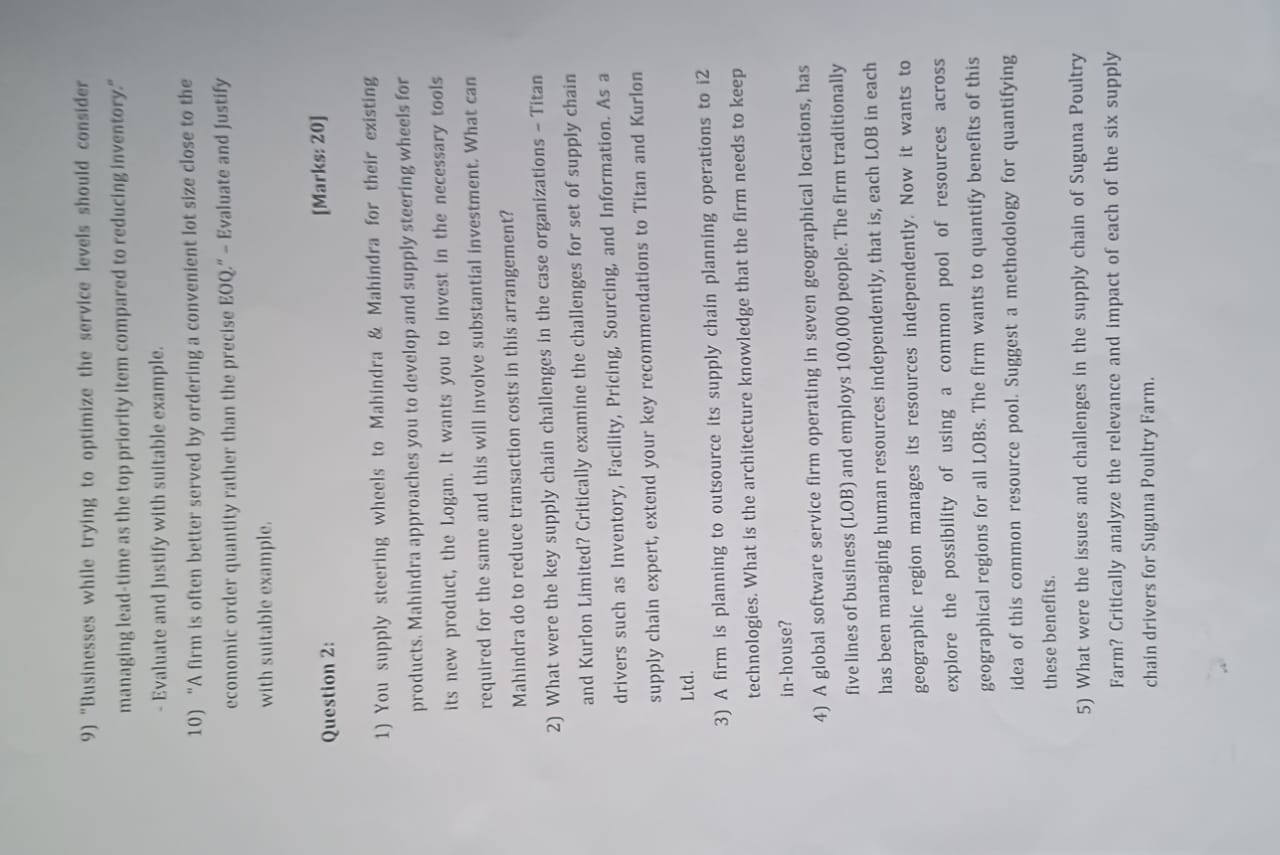 9) "Businesses while trying to optimize the service levels should consider
managing lead-time as the top priority item compared to reducing inventory."
- Evaluate and Justify with suitable example.
10) "A firm is often better served by ordering a convenient lot size close to the
economic order quantity rather than the precise EOQ." – Evaluate and Justify
with suitable example.
Question 2: [Marks: 20]
1) You supply steering wheels to Mahindra & Mahindra for their existing
products. Mahindra approaches you to develop and supply steering wheels for
its new product, the Logan. It wants you to invest in the necessary tools
required for the same and this will involve substantial investment. What can
Mahindra do to reduce transaction costs in this arrangement?
2) What were the key supply chain challenges in the case organizations – Titan
and Kurlon Limited? Critically examine the challenges for set of supply chain
drivers such as Inventory, Facility, Pricing, Sourcing, and Information. As a
supply chain expert, extend your key recommendations to Titan and Kurlon
Ltd.
3) A firm is planning to outsource its supply chain planning operations to i2
technologies. What is the architecture knowledge that the firm needs to keep
in-house?
4) A global software service firm operating in seven geographical locations, has
five lines of business (LOB) and employs 100,000 people. The firm traditionally
has been managing human resources independently, that is, each LOB in each
geographic region manages its resources independently. Now it wants to
explore the possibility of using a common pool of resources across
geographical regions for all LOBs. The firm wants to quantify benefits of this
idea of this common resource pool. Suggest a methodology for quantifying
these benefits.
5) What were the issues and challenges in the supply chain of Suguna Poultry
Farm? Critically analyze the relevance and impact of each of the six supply
chain drivers for Suguna Poultry Farm.